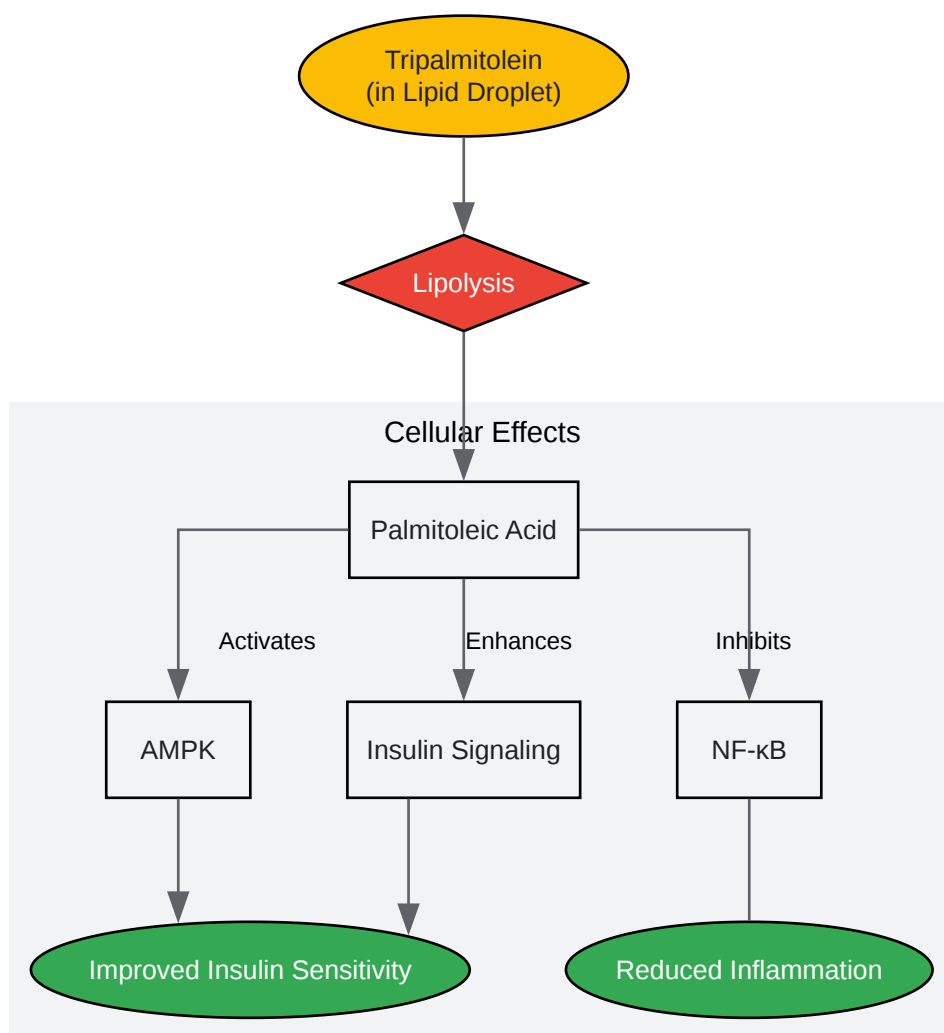 Tripalmitolein
(in Lipid Droplet)
Lipolysis
Cellular Effects
Palmitoleic Acid
Activates
Enhances
Inhibits
AMPK
Insulin Signaling
NF-κB
Improved Insulin Sensitivity
Reduced Inflammation